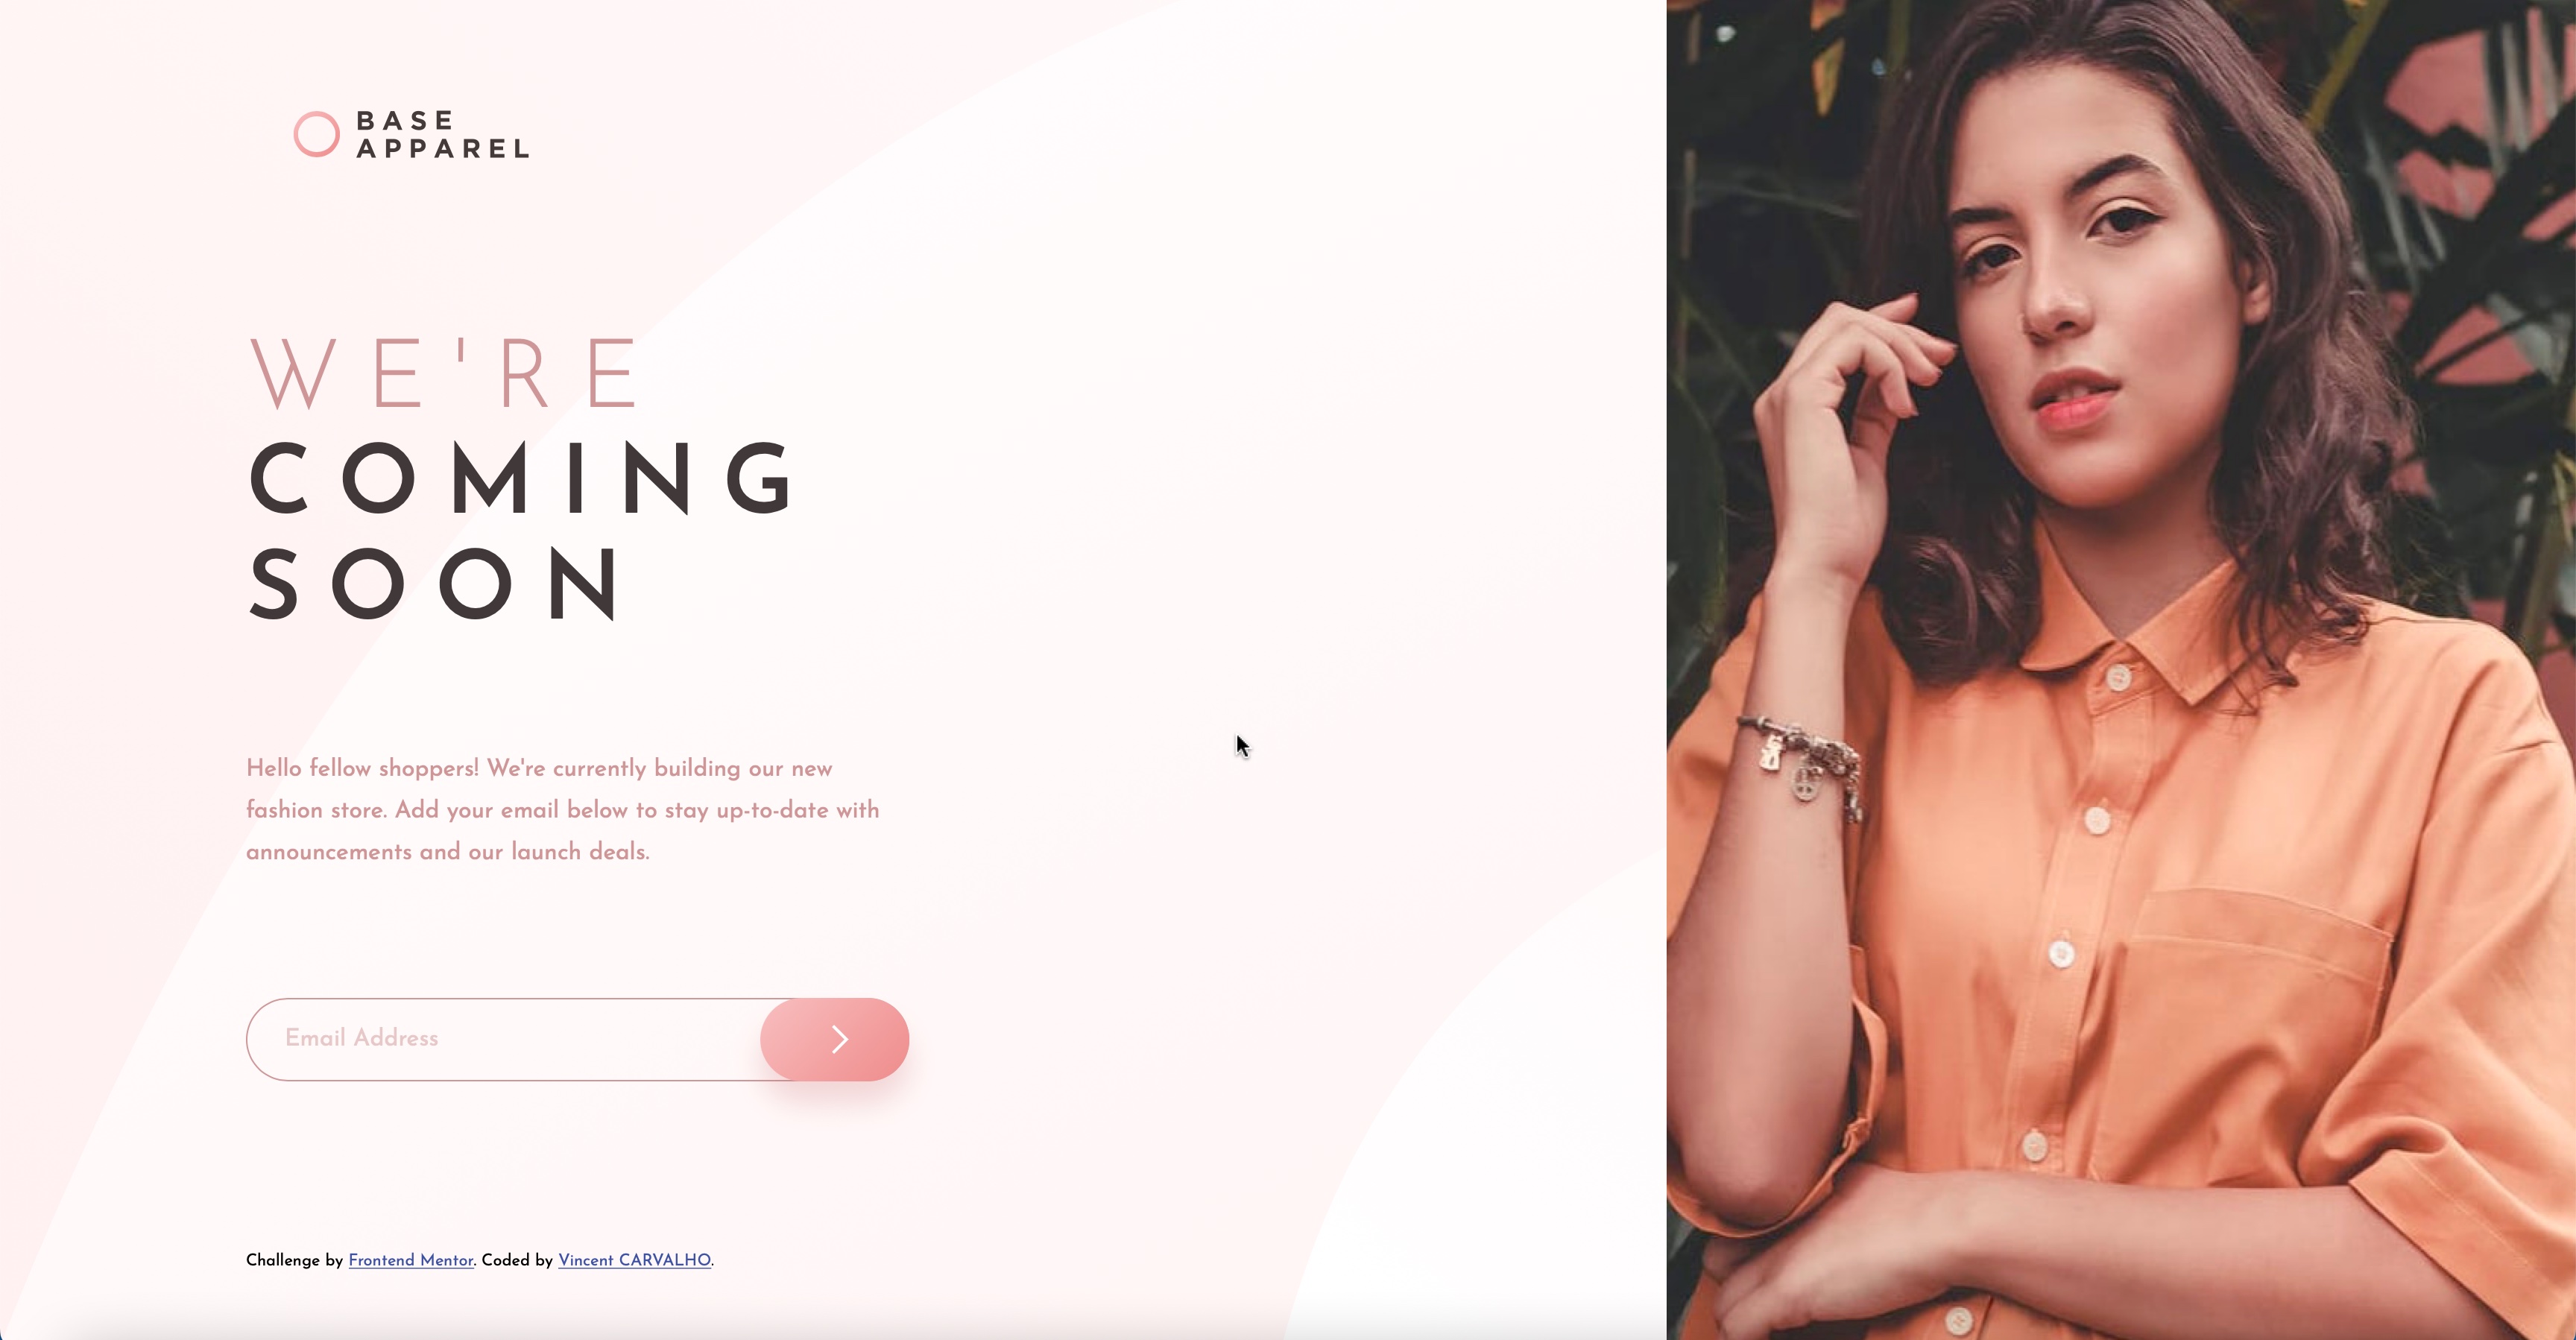 BASE
APPAREL
WE'RE
COMING
SOON
Hello fellow shoppers! We're currently building our new
fashion store. Add your email below to stay up-to-date with
announcements and our launch deals.
Email Address
Challenge by Frontend Mentor. Coded by Vincent CARVALHO.